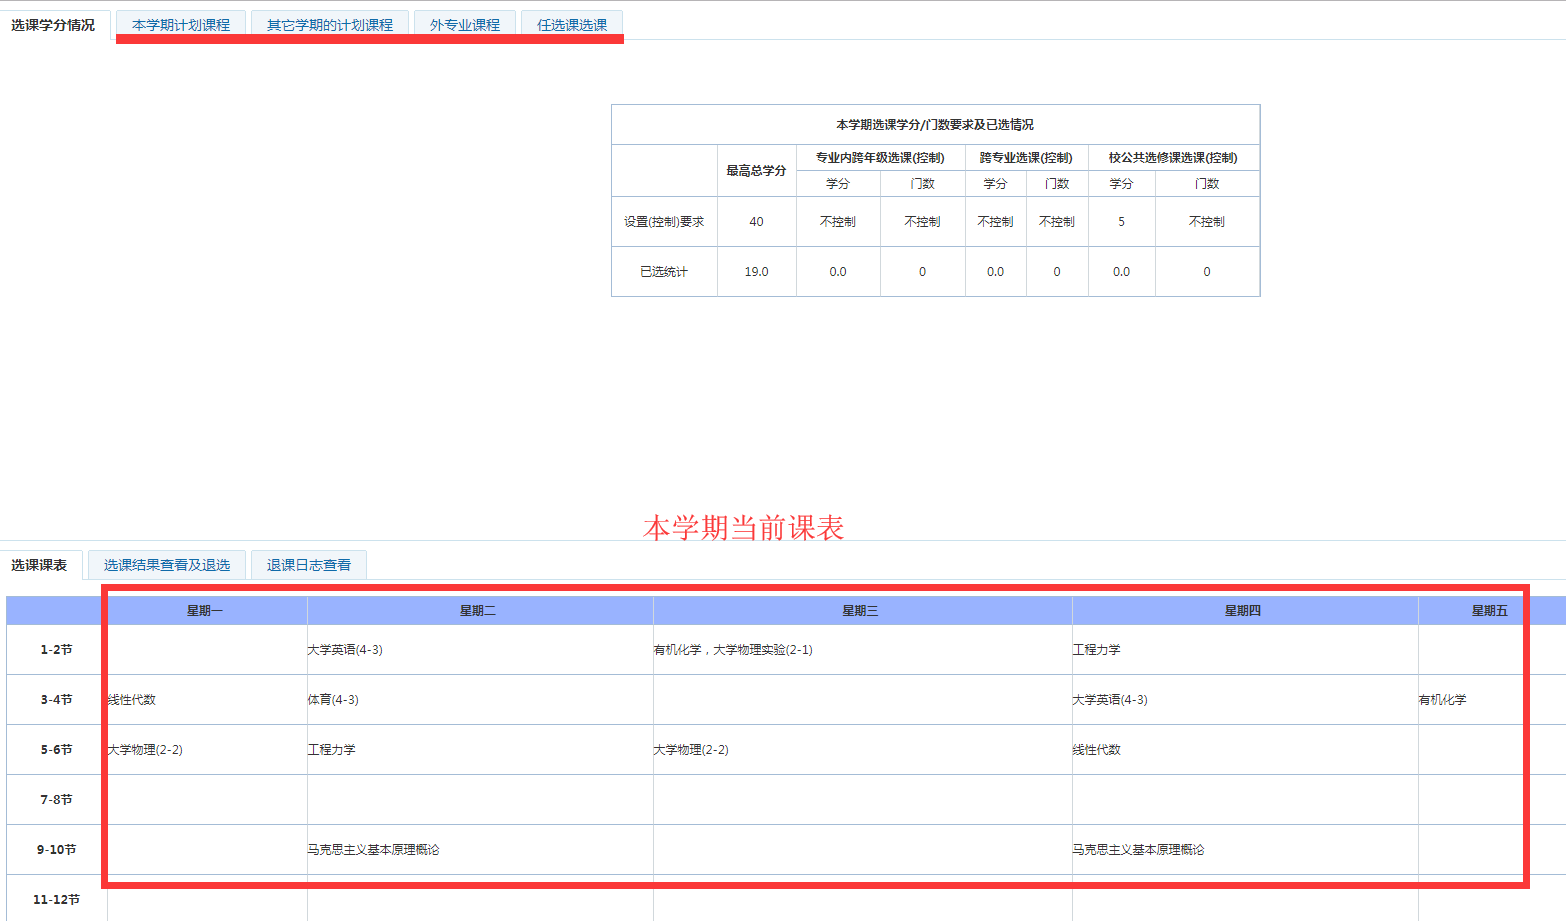 选课学分情况 本学期计划课程 其它学期的计划课程 外专业课程 任选课选课
本学期选课学分/门数要求及已选情况
最高总学分 专业内跨年级选课(控制) 跨专业选课(控制) 校公共选修课选课(控制)
学分 门数 学分 门数 学分 门数
设置(控制)要求 40 不控制 不控制 不控制 不控制 5 不控制
已选统计 19.0 0.0 0 0.0 0 0.0 0
本学期当前课表
选课课表 选课结果查看及退选 退课日志查看
星期一 星期二 星期三 星期四 星期五
1-2节 大学英语(4-3) 有机化学，大学物理实验(2-1) 工程力学
3-4节 线性代数 体育(4-3) 大学英语(4-3) 有机化学
5-6节 大学物理(2-2) 工程力学 大学物理(2-2) 线性代数
7-8节
9-10节 马克思主义基本原理概论 马克思主义基本原理概论
11-12节